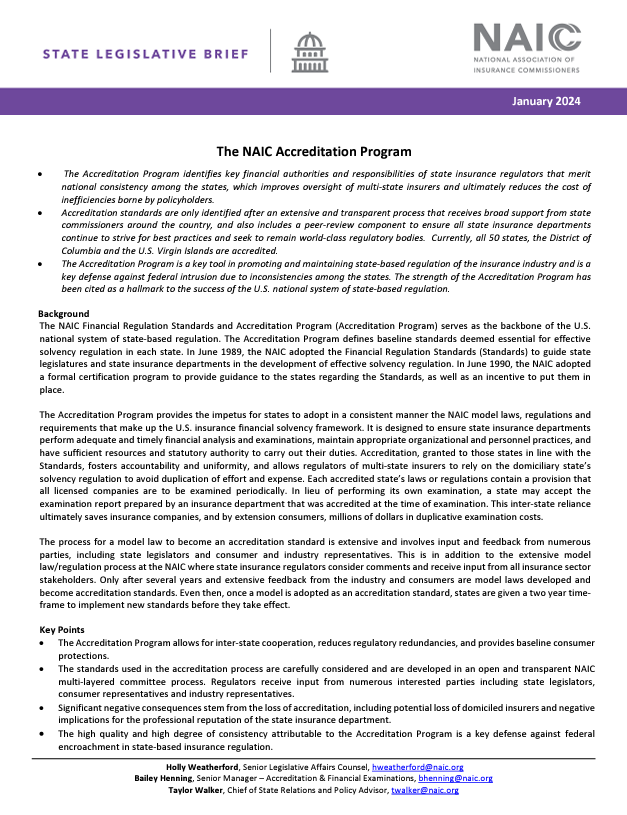 STATE LEGISLATIVE BRIEF
NAIC
NATIONAL ASSOCIATION OF
INSURANCE COMMISSIONERS
January 2024
The NAIC Accreditation Program
• The Accreditation Program identifies key financial authorities and responsibilities of state insurance regulators that merit
national consistency among the states, which improves oversight of multi-state insurers and ultimately reduces the cost of
inefficiencies borne by policyholders.
• Accreditation standards are only identified after an extensive and transparent process that receives broad support from state
commissioners around the country, and also includes a peer-review component to ensure all state insurance departments
continue to strive for best practices and seek to remain world-class regulatory bodies. Currently, all 50 states, the District of
Columbia and the U.S. Virgin Islands are accredited.
• The Accreditation Program is a key tool in promoting and maintaining state-based regulation of the insurance industry and is a
key defense against federal intrusion due to inconsistencies among the states. The strength of the Accreditation Program has
been cited as a hallmark to the success of the U.S. national system of state-based regulation.
Background
The NAIC Financial Regulation Standards and Accreditation Program (Accreditation Program) serves as the backbone of the U.S.
national system of state-based regulation. The Accreditation Program defines baseline standards deemed essential for effective
solvency regulation in each state. In June 1989, the NAIC adopted the Financial Regulation Standards (Standards) to guide state
legislatures and state insurance departments in the development of effective solvency regulation. In June 1990, the NAIC adopted
a formal certification program to provide guidance to the states regarding the Standards, as well as an incentive to put them in
place.
The Accreditation Program provides the impetus for states to adopt in a consistent manner the NAIC model laws, regulations and
requirements that make up the U.S. insurance financial solvency framework. It is designed to ensure state insurance departments
perform adequate and timely financial analysis and examinations, maintain appropriate organizational and personnel practices, and
have sufficient resources and statutory authority to carry out their duties. Accreditation, granted to those states in line with the
Standards, fosters accountability and uniformity, and allows regulators of multi-state insurers to rely on the domiciliary state's
solvency regulation to avoid duplication of effort and expense. Each accredited state's laws or regulations contain a provision that
all licensed companies are to be examined periodically. In lieu of performing its own examination, a state may accept the
examination report prepared by an insurance department that was accredited at the time of examination. This inter-state reliance
ultimately saves insurance companies, and by extension consumers, millions of dollars in duplicative examination costs.
The process for a model law to become an accreditation standard is extensive and involves input and feedback from numerous
parties, including state legislators and consumer and industry representatives. This is in addition to the extensive model
law/regulation process at the NAIC where state insurance regulators consider comments and receive input from all insurance sector
stakeholders. Only after several years and extensive feedback from the industry and consumers are model laws developed and
become accreditation standards. Even then, once a model is adopted as an accreditation standard, states are given a two year time-
frame to implement new standards before they take effect.
Key Points
• The Accreditation Program allows for inter-state cooperation, reduces regulatory redundancies, and provides baseline consumer
protections.
• The standards used in the accreditation process are carefully considered and are developed in an open and transparent NAIC
multi-layered committee process. Regulators receive input from numerous interested parties including state legislators,
consumer representatives and industry representatives.
• Significant negative consequences stem from the loss of accreditation, including potential loss of domiciled insurers and negative
implications for the professional reputation of the state insurance department.
• The high quality and high degree of consistency attributable to the Accreditation Program is a key defense against federal
encroachment in state-based insurance regulation.
Holly Weatherford, Senior Legislative Affairs Counsel, hweatherford@naic.org
Bailey Henning, Senior Manager – Accreditation & Financial Examinations, bhenning@naic.org
Taylor Walker, Chief of State Relations and Policy Advisor, twalker@naic.org